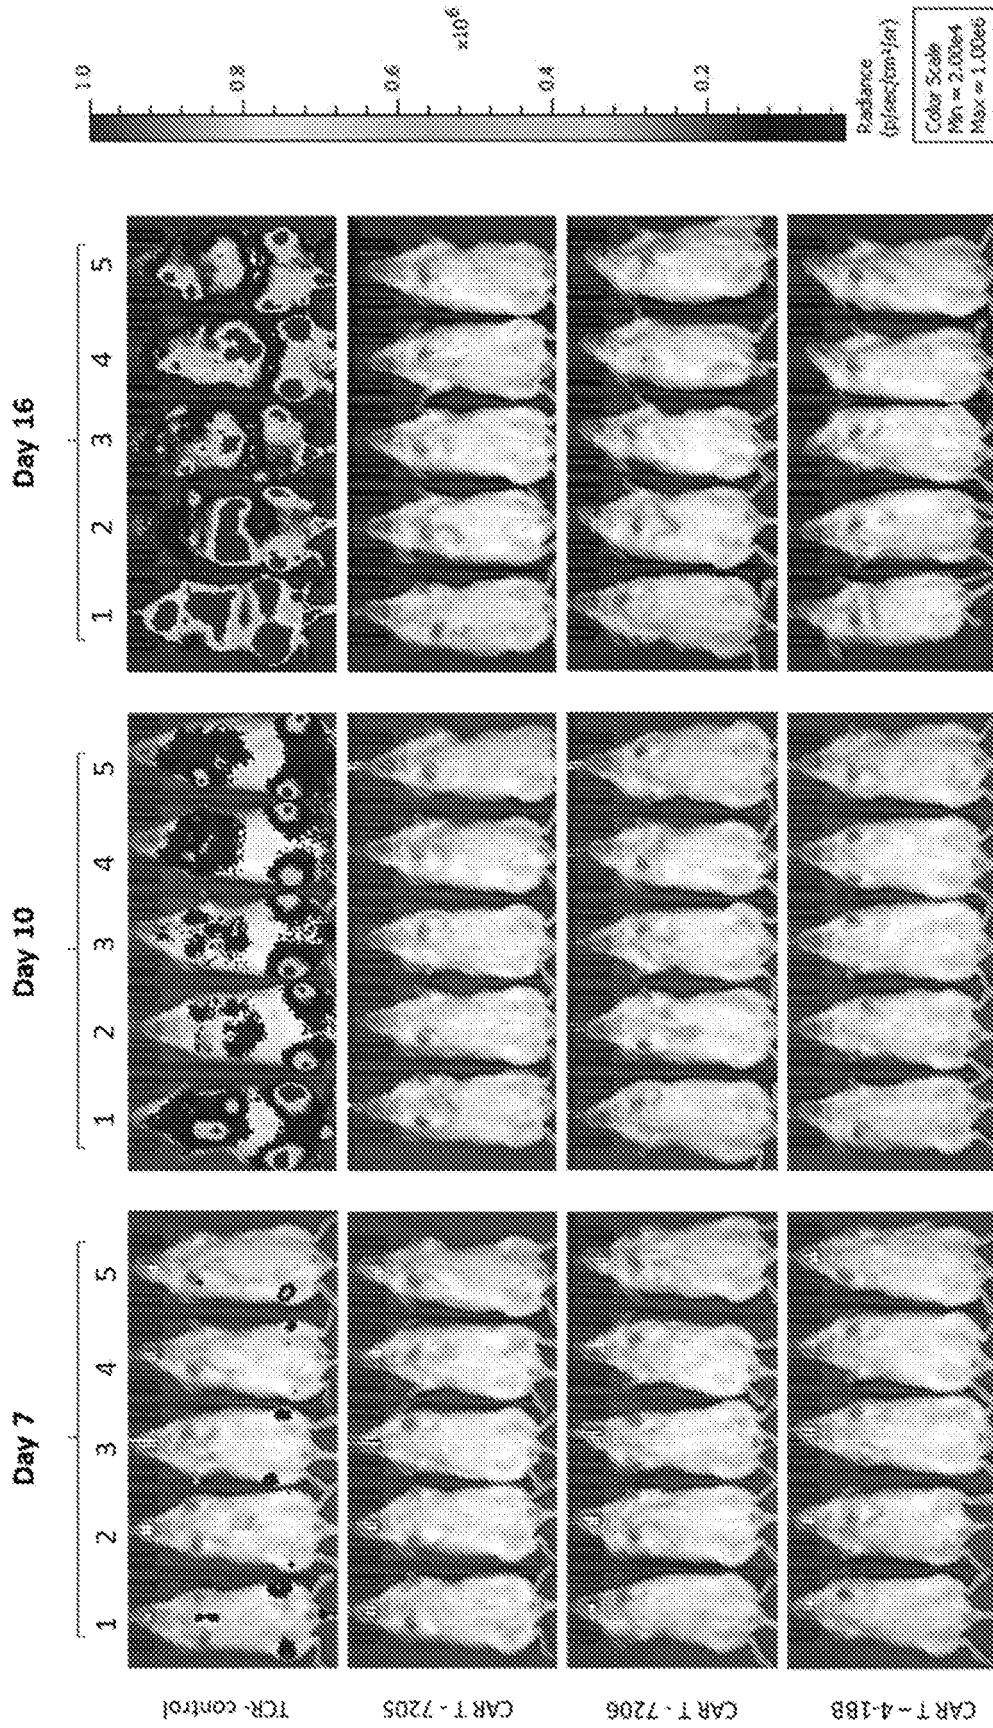 Day 7
Day 10
Day 16
1 2 3 4 5
1 2 3 4 5
1 2 3 4 5
TCR- control
CAR T - 7205
CAR T - 7206
CAR T - 4-1BB
1.0
0.8
0.6
0.4
0.2
Radiance
(p/sec/cm²/sr)
Color Scale
Min = 2.00e4
Max = 1.00e6